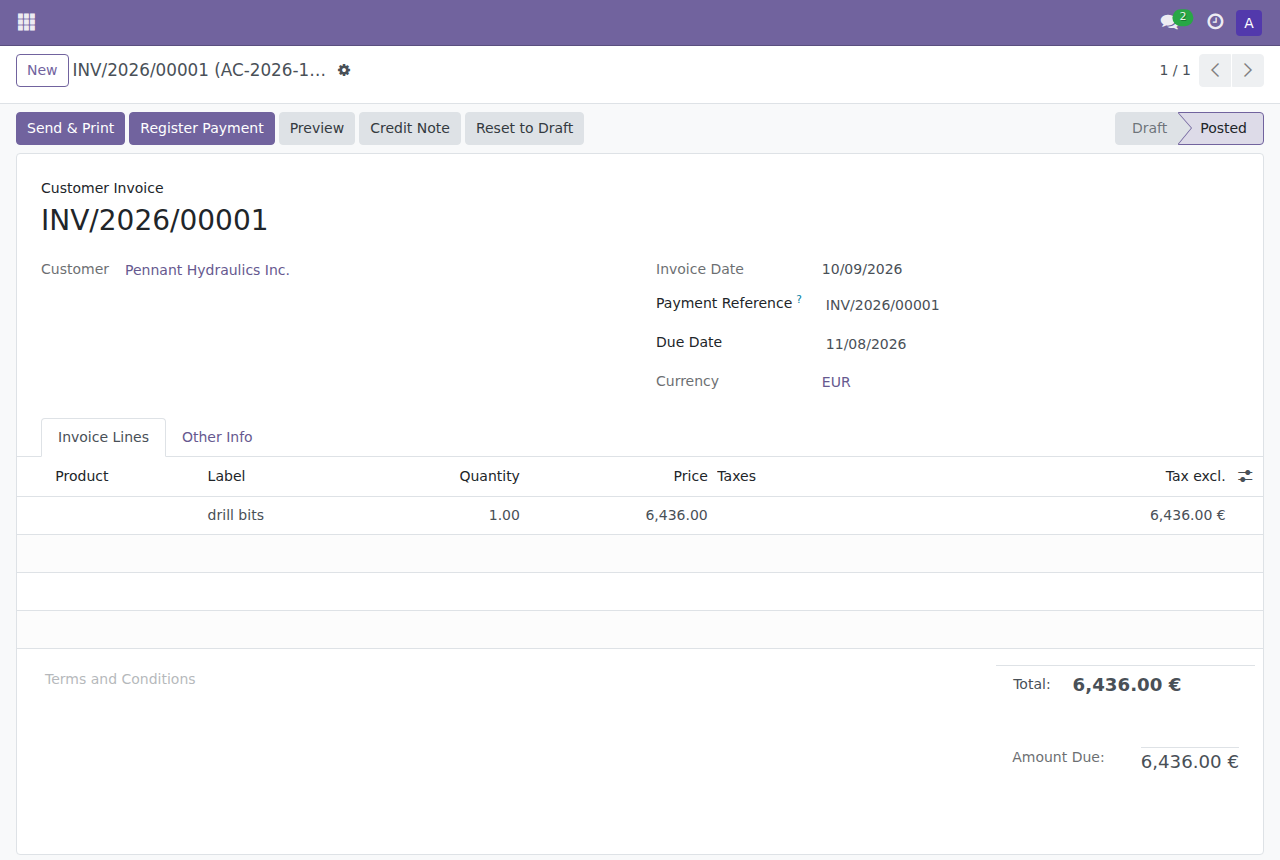 2
A
New
INV/2026/00001 (AC-2026-1...
1 / 1
Send & Print
Register Payment
Preview
Credit Note
Reset to Draft
Draft
Posted
Customer Invoice
INV/2026/00001
Customer
Pennant Hydraulics Inc.
Invoice Date
10/09/2026
Payment Reference ?
INV/2026/00001
Due Date
11/08/2026
Currency
EUR
Invoice Lines
Other Info
Product Label Quantity Price Taxes Tax excl.
drill bits 1.00 6,436.00 6,436.00 €
Terms and Conditions
Total: 6,436.00 €
Amount Due: 6,436.00 €